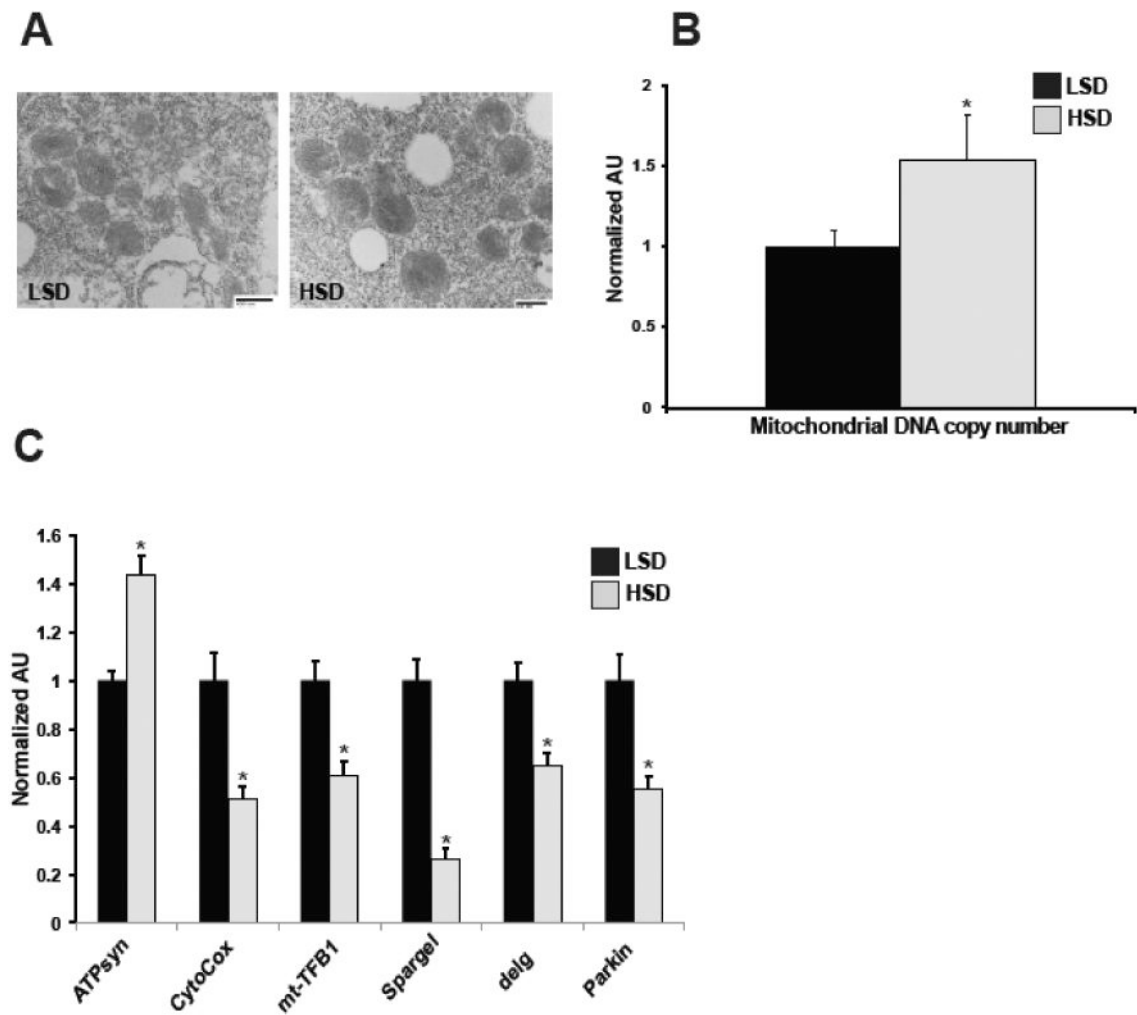 A
LSD
HSD
B
2
1.5
1
0.5
0
Normalized AU
*
LSD
HSD
Mitochondrial DNA copy number
C
1.6
1.4
1.2
1
0.8
0.6
0.4
0.2
0
Normalized AU
*
*
*
*
*
*
LSD
HSD
ATPsyn
CytoCox
mt-TFB1
Spargel
delg
Parkin